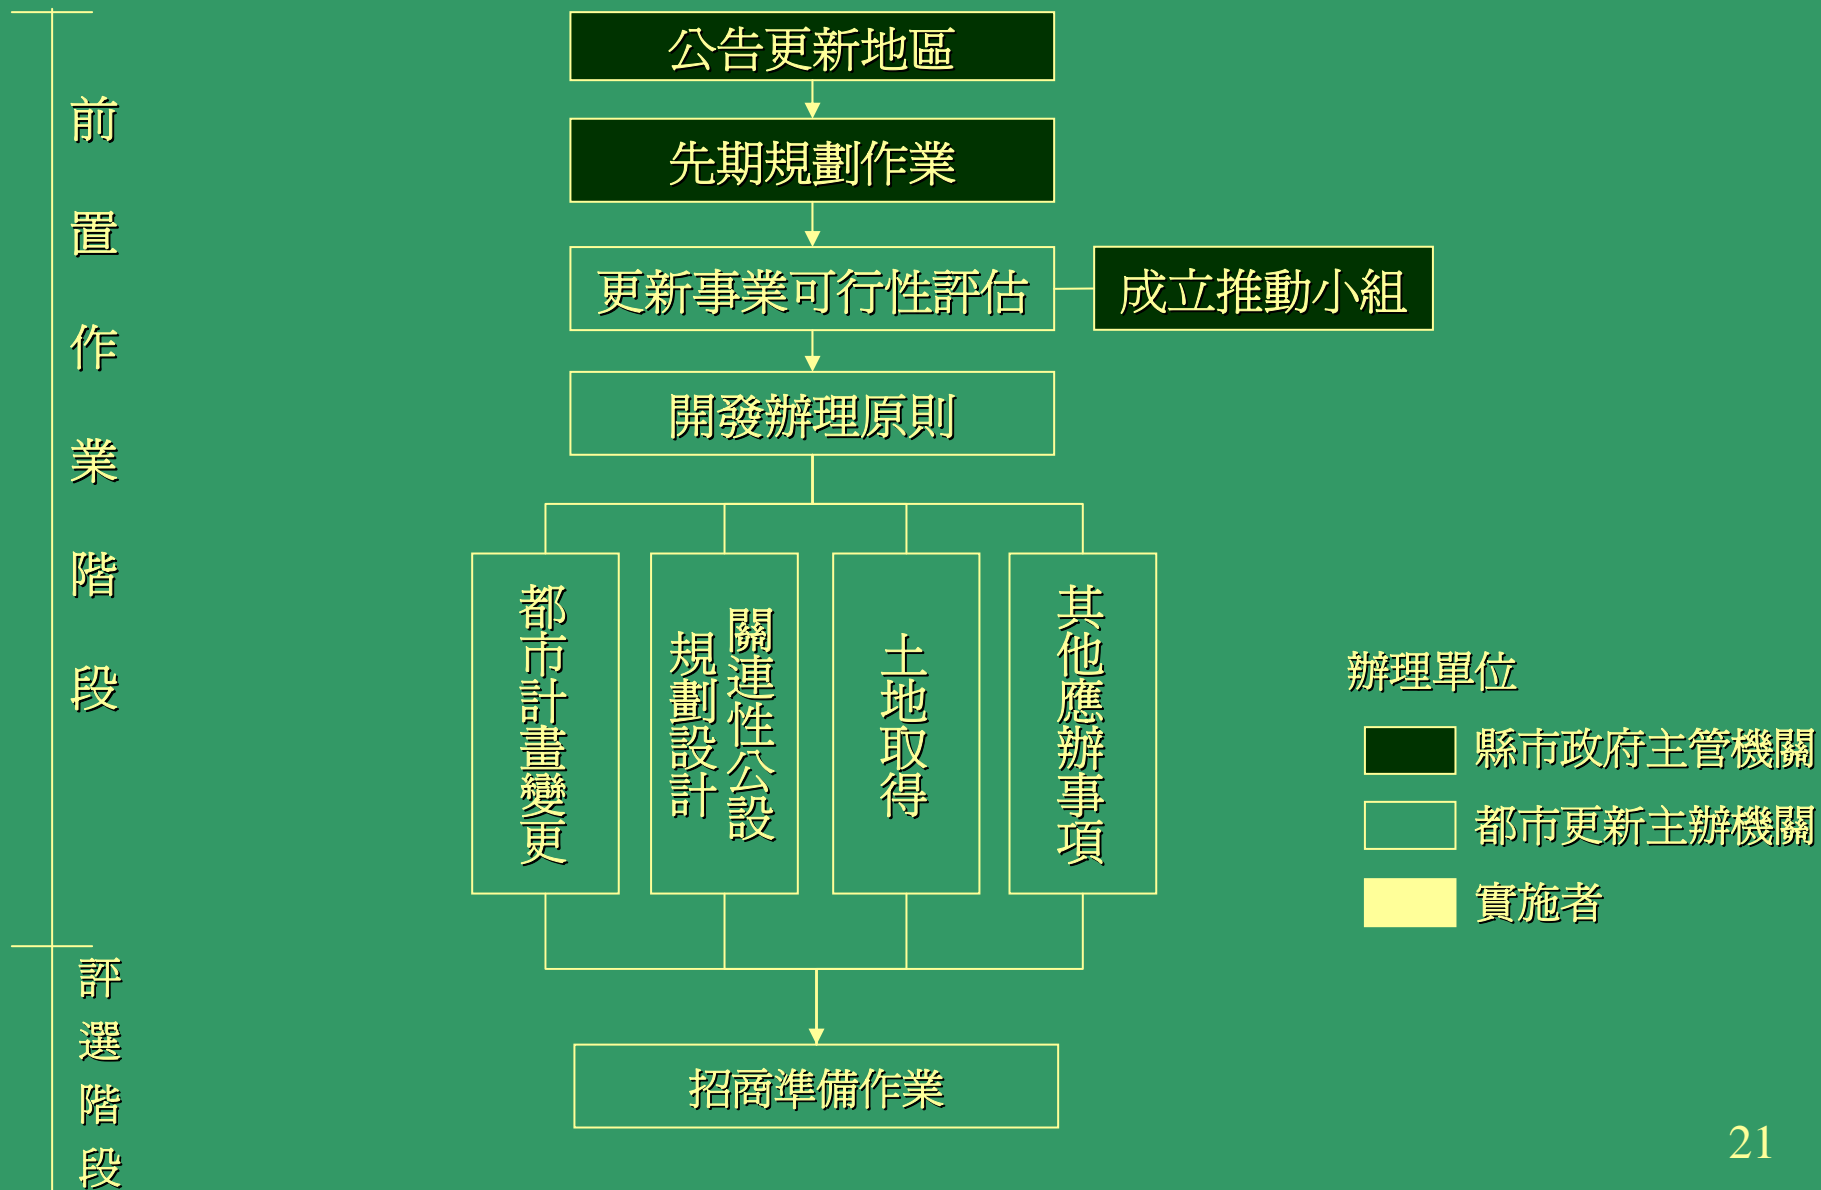 前置作業階段
公告更新地區
先期規劃作業
更新事業可行性評估
成立推動小組
開發辦理原則
都市計畫變更
關連性公設
規劃設計
土地取得
其他應辦事項
辦理單位
縣市政府主管機關
都市更新主辦機關
實施者
評選階段
招商準備作業
21